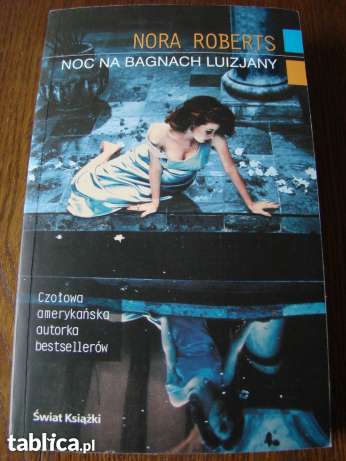 NORA ROBERTS
NOC NA BAGNACH LUIZJANY
Czołowa
amerykańska
autorka
bestsellerów
Świat Książki
tablica.pl